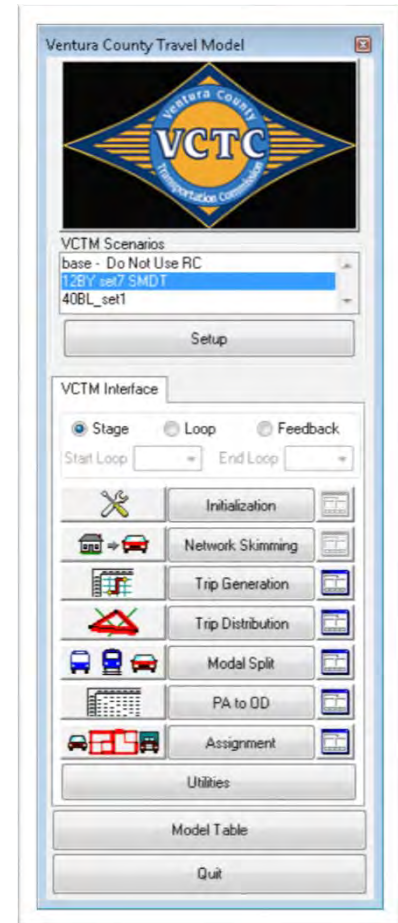 Ventura County Travel Model
Ventura County
VCTC
Transportation Commission
VCTM Scenarios
base - Do Not Use RC
12BY set7 SMDT
40BL_set1
Setup
VCTM Interface
Stage Loop Feedback
Start Loop End Loop
Initialization
Network Skimming
Trip Generation
Trip Distribution
Modal Split
PA to OD
Assignment
Utilities
Model Table
Quit